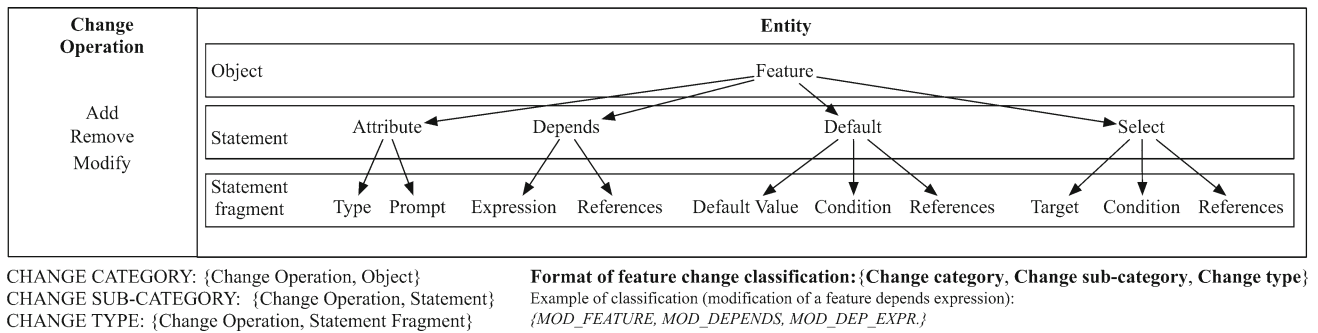 Change
Operation
Entity
Object
Feature
Add
Remove
Modify
Statement
Attribute
Depends
Default
Select
Statement
fragment
Type Prompt Expression References Default Value Condition References Target Condition References
CHANGE CATEGORY: {Change Operation, Object}
CHANGE SUB-CATEGORY: {Change Operation, Statement}
CHANGE TYPE: {Change Operation, Statement Fragment}
Format of feature change classification:{Change category, Change sub-category, Change type}
Example of classification (modification of a feature depends expression):
{MOD_FEATURE, MOD_DEPENDS, MOD_DEP_EXPR.}